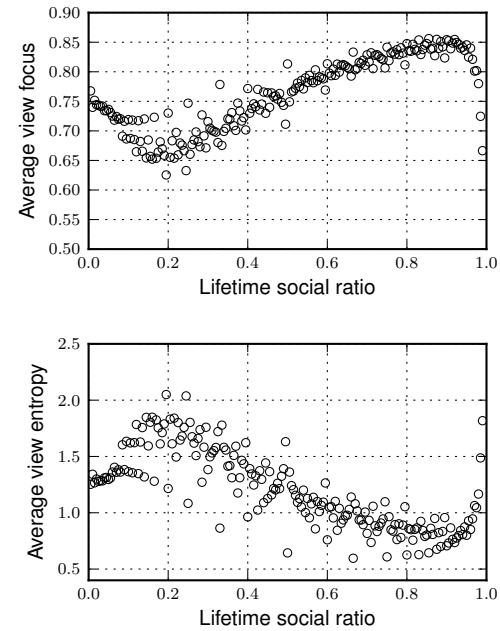 0.90
0.85
0.80
0.75
0.70
0.65
0.60
0.55
0.50
Average view focus
0.0 0.2 0.4 0.6 0.8 1.0
Lifetime social ratio
2.5
2.0
1.5
1.0
0.5
Average view entropy
0.0 0.2 0.4 0.6 0.8 1.0
Lifetime social ratio